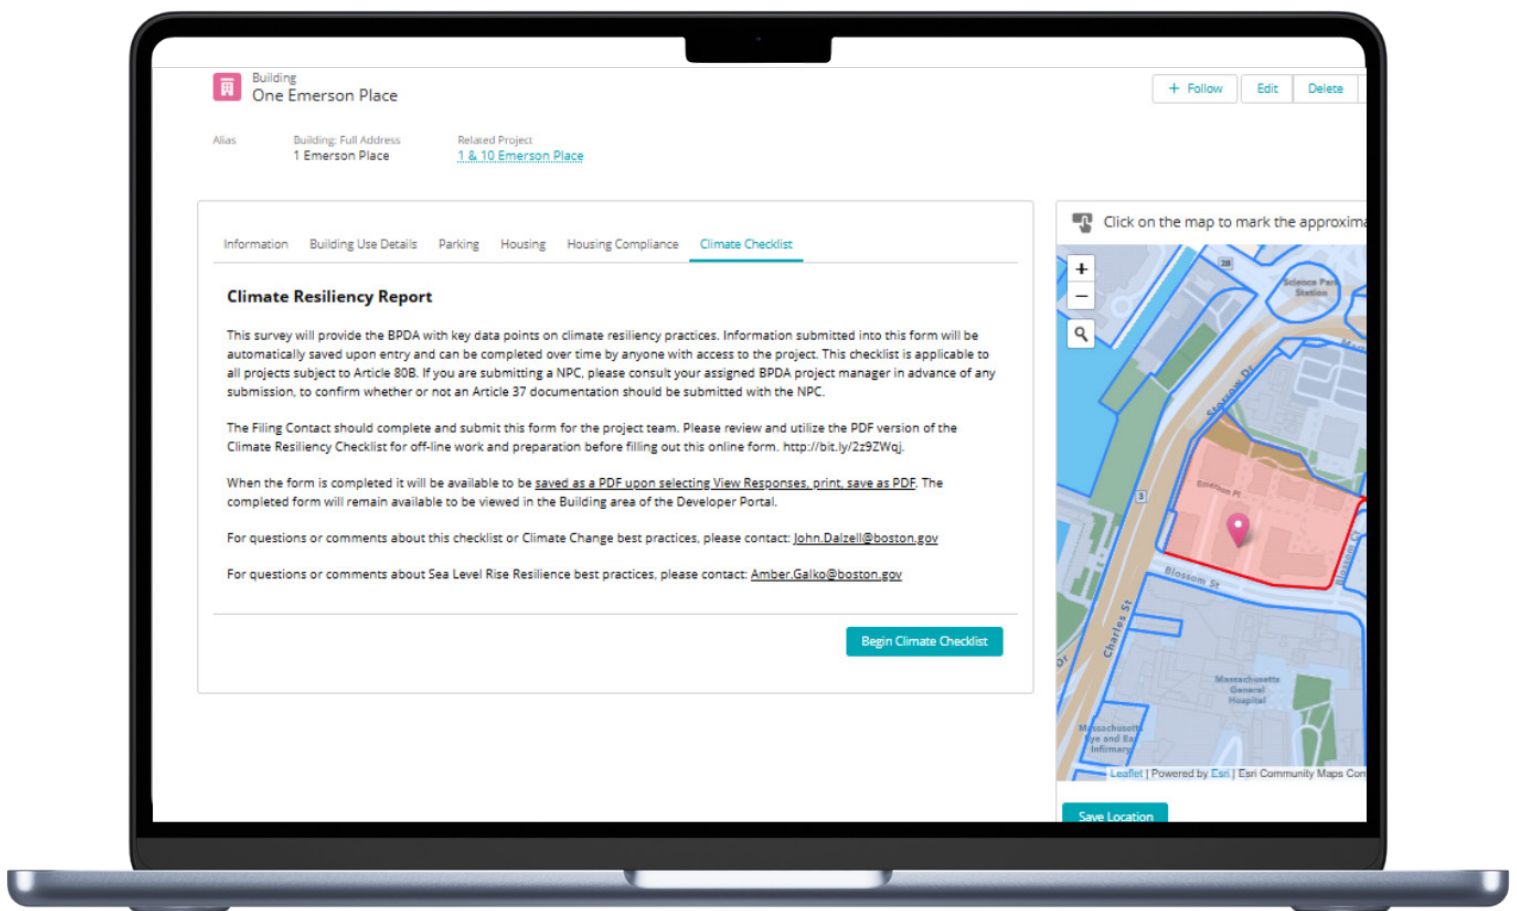 Building
One Emerson Place
+ Follow
Edit
Delete
Alias
Building: Full Address
1 Emerson Place
Related Project
1 & 10 Emerson Place
Information
Building Use Details
Parking
Housing
Housing Compliance
Climate Checklist
Climate Resiliency Report
This survey will provide the BPDA with key data points on climate resiliency practices. Information submitted into this form will be
automatically saved upon entry and can be completed over time by anyone with access to the project. This checklist is applicable to
all projects subject to Article 80B. If you are submitting a NPC, please consult your assigned BPDA project manager in advance of any
submission, to confirm whether or not an Article 37 documentation should be submitted with the NPC.
The Filing Contact should complete and submit this form for the project team. Please review and utilize the PDF version of the
Climate Resiliency Checklist for off-line work and preparation before filling out this online form. http://bit.ly/2z9ZWqj.
When the form is completed it will be available to be saved as a PDF upon selecting View Responses, print, save as PDF. The
completed form will remain available to be viewed in the Building area of the Developer Portal.
For questions or comments about this checklist or Climate Change best practices, please contact: John.Dalzell@boston.gov
For questions or comments about Sea Level Rise Resilience best practices, please contact: Amber.Galko@boston.gov
Begin Climate Checklist
Click on the map to mark the approxima
+
−
28
Science Park
Station
Storrow Dr
3
Emerson Pl
Blossom Ct
Blossom St
Charles St
Dr
Massachusetts
General
Hospital
Massachusetts
Eye and Ear
Infirmary
Leaflet | Powered by Esri | Esri Community Maps Con
Save Location